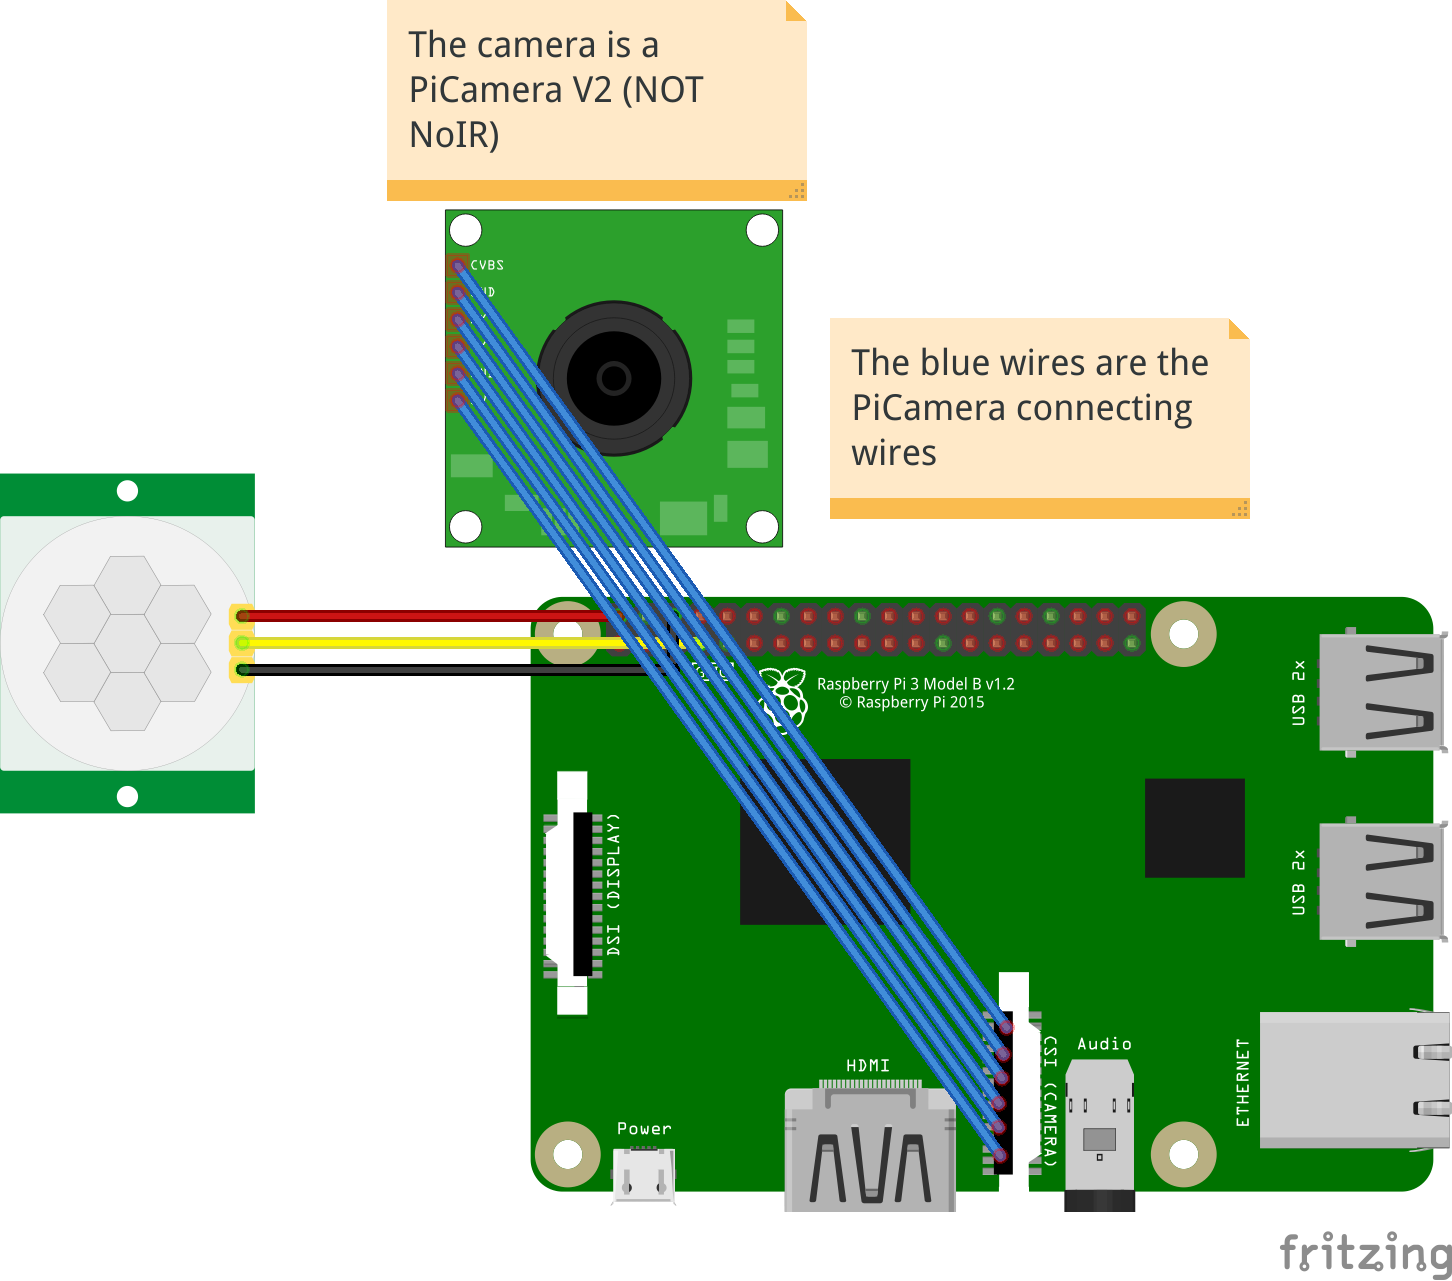 The camera is a
PiCamera V2 (NOT
NoIR)
CVBS
The blue wires are the
PiCamera connecting
wires
Raspberry Pi 3 Model B v1.2
© Raspberry Pi 2015
USB 2x
DSI (DISPLAY)
USB 2x
HDMI
CSI (CAMERA)
Audio
ETHERNET
Power
fritzing